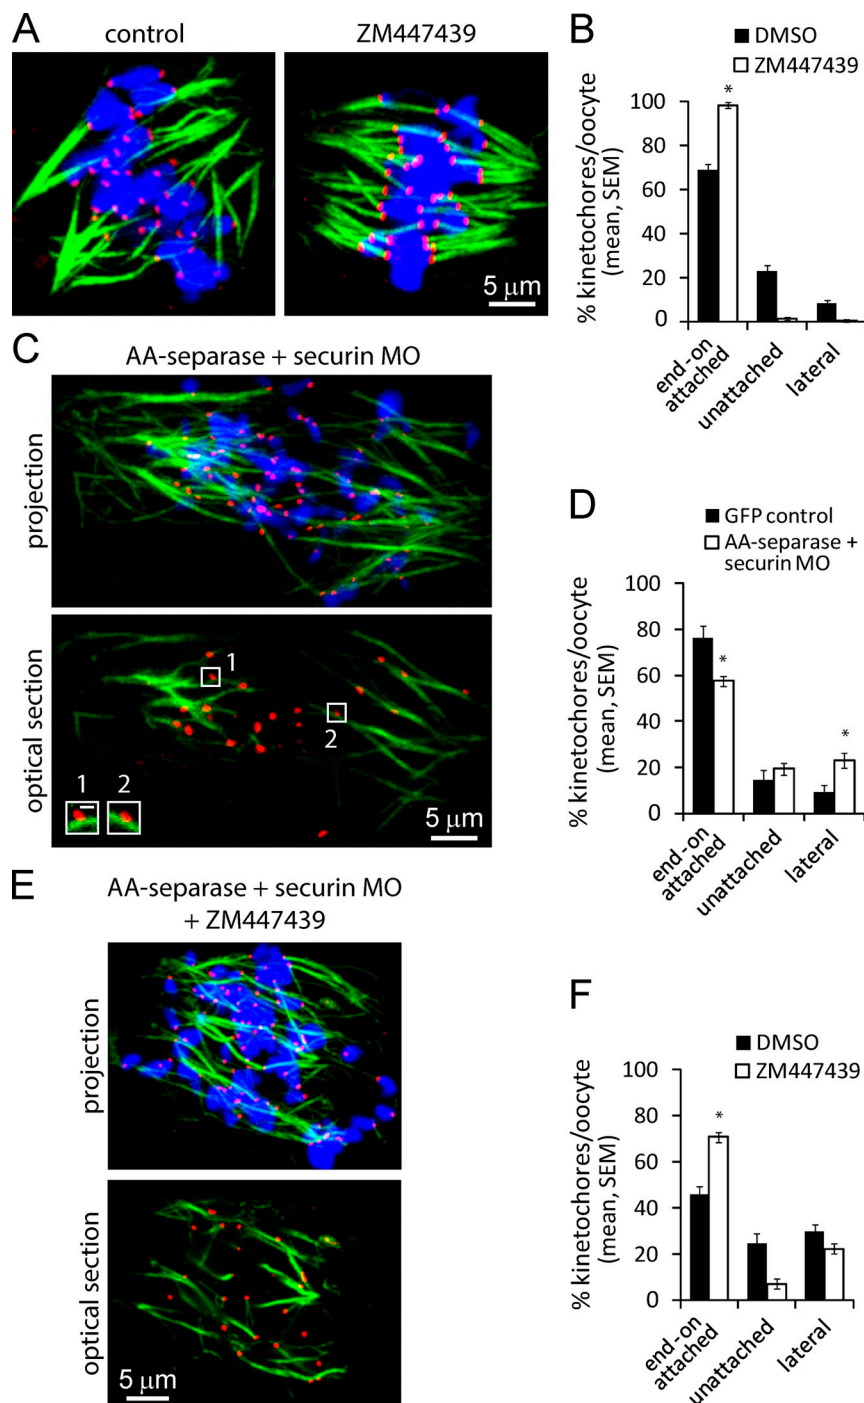 A
control
ZM447439
5 μm
B
DMSO
ZM447439
% kinetochores/oocyte
(mean, SEM)
100
80
60
40
20
0
*
end-on
attached
unattached
lateral
C
AA-separase + securin MO
projection
optical section
1
2
1
2
5 μm
D
GFP control
AA-separase +
securin MO
% kinetochores/oocyte
(mean, SEM)
100
80
60
40
20
0
*
*
end-on
attached
unattached
lateral
E
AA-separase + securin MO
+ ZM447439
projection
optical section
5 μm
F
DMSO
ZM447439
% kinetochores/oocyte
(mean, SEM)
100
80
60
40
20
0
*
end-on
attached
unattached
lateral